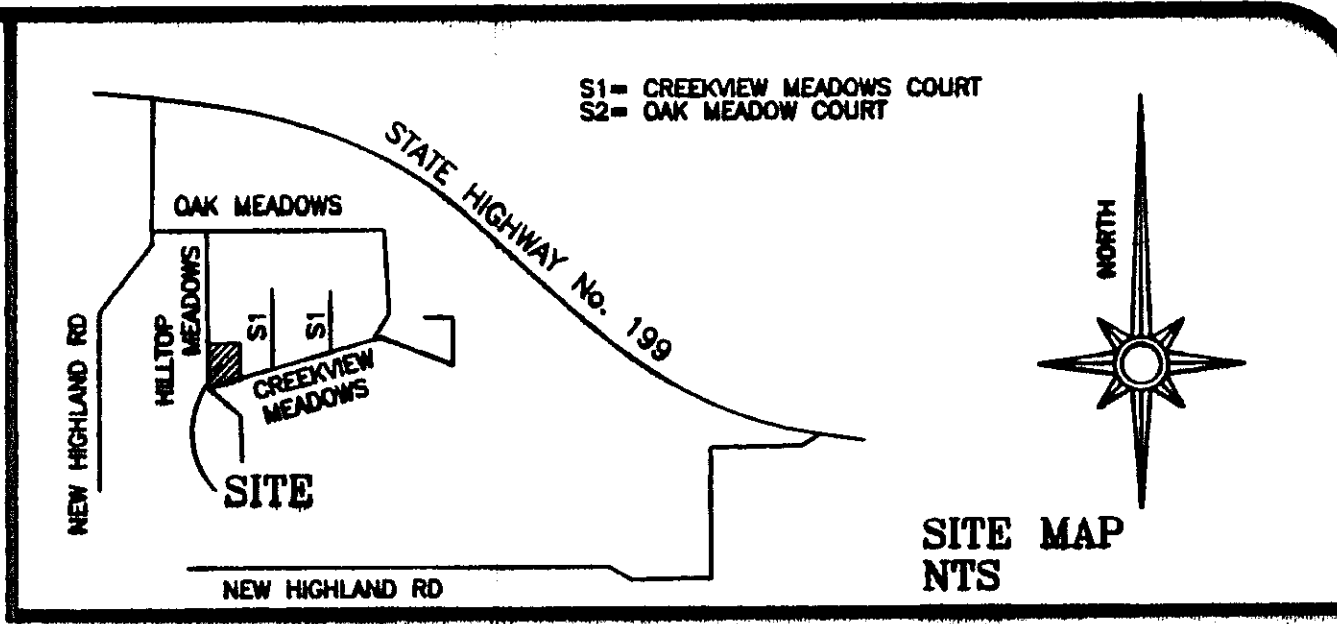 S1= CREEKVIEW MEADOWS COURT
S2= OAK MEADOW COURT
STATE HIGHWAY No. 199
OAK MEADOWS
NORTH
HILLTOP
MEADOWS
S1
S1
NEW HIGHLAND RD
CREEKVIEW
MEADOWS
SITE
SITE MAP
NTS
NEW HIGHLAND RD